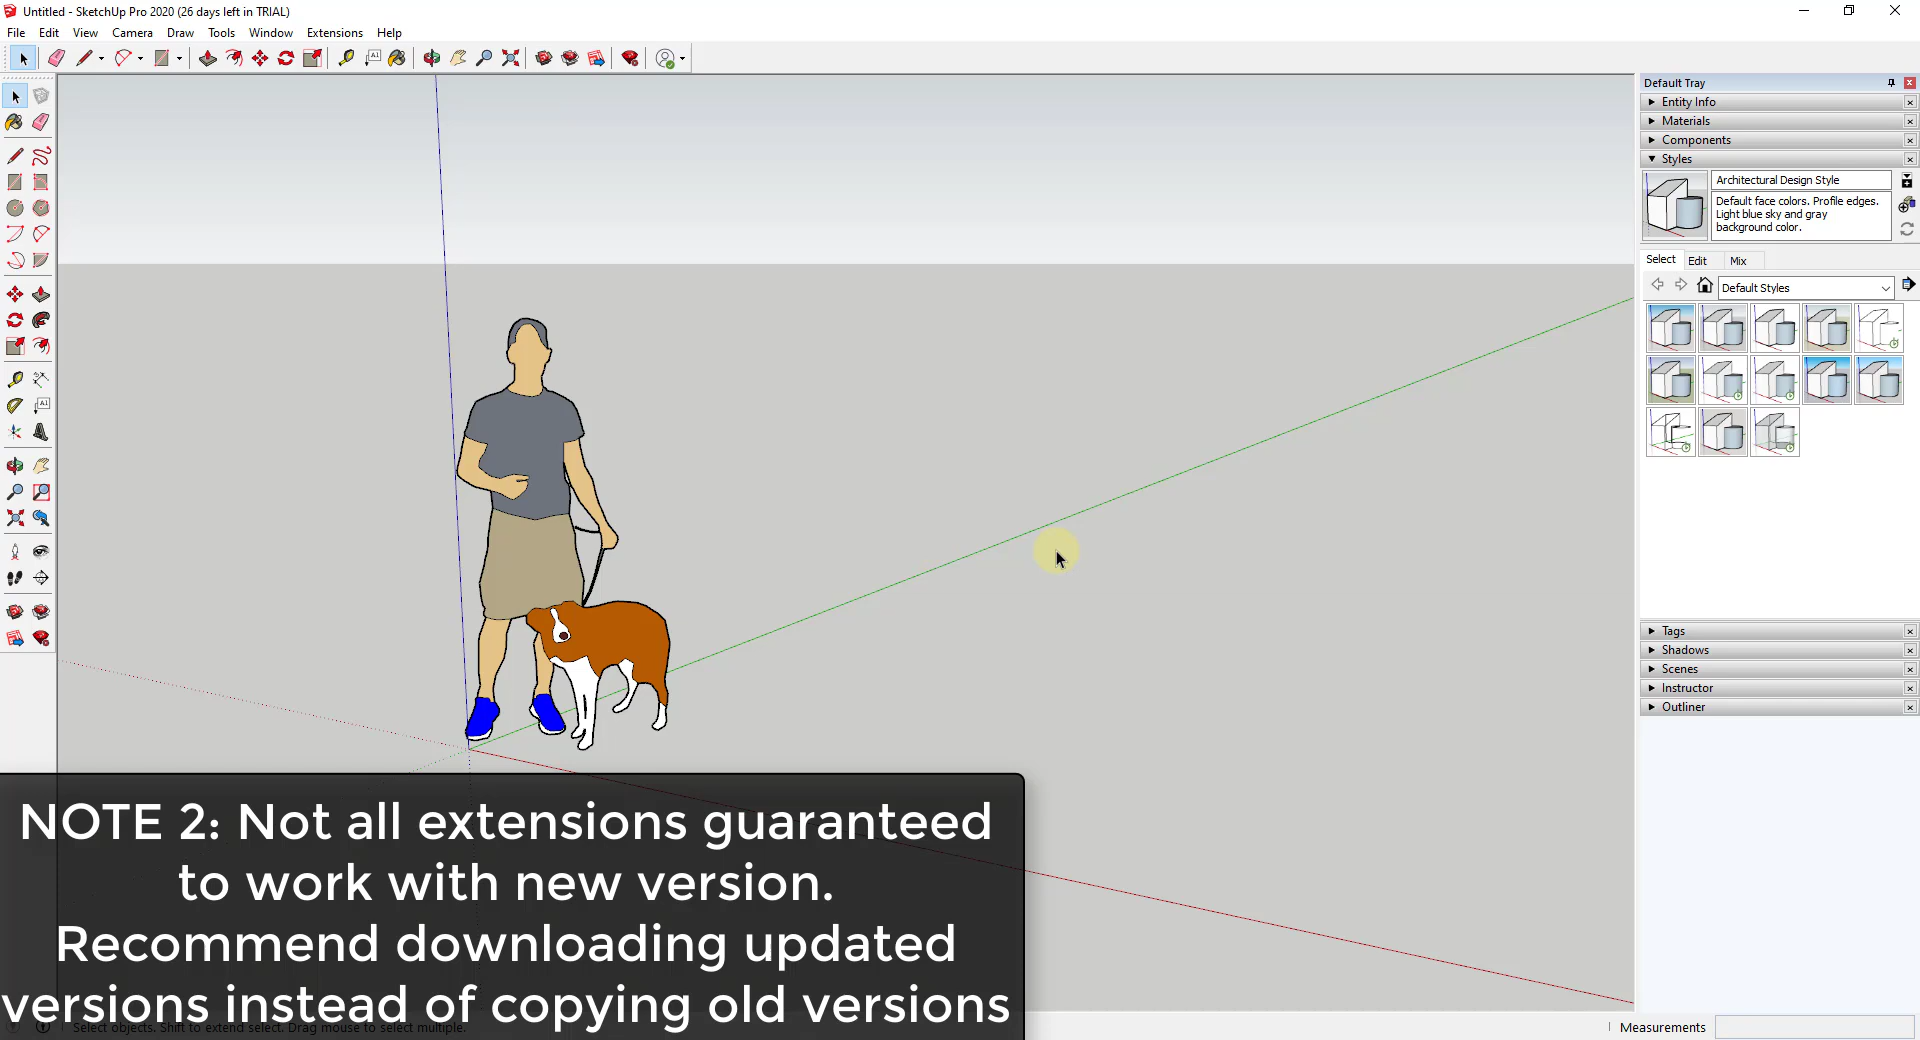 Untitled - SketchUp Pro 2020 (26 days left in TRIAL)
File Edit View Camera Draw Tools Window Extensions Help
Default Tray
Entity Info
Materials
Components
Styles
Architectural Design Style
Default face colors. Profile edges.
Light blue sky and gray
background color.
Select Edit Mix
Default Styles
Tags
Shadows
Scenes
Instructor
Outliner
NOTE 2: Not all extensions guaranteed
to work with new version.
Recommend downloading updated
versions instead of copying old versions
Select objects. Shift to extend select. Drag mouse to select multiple.
Measurements